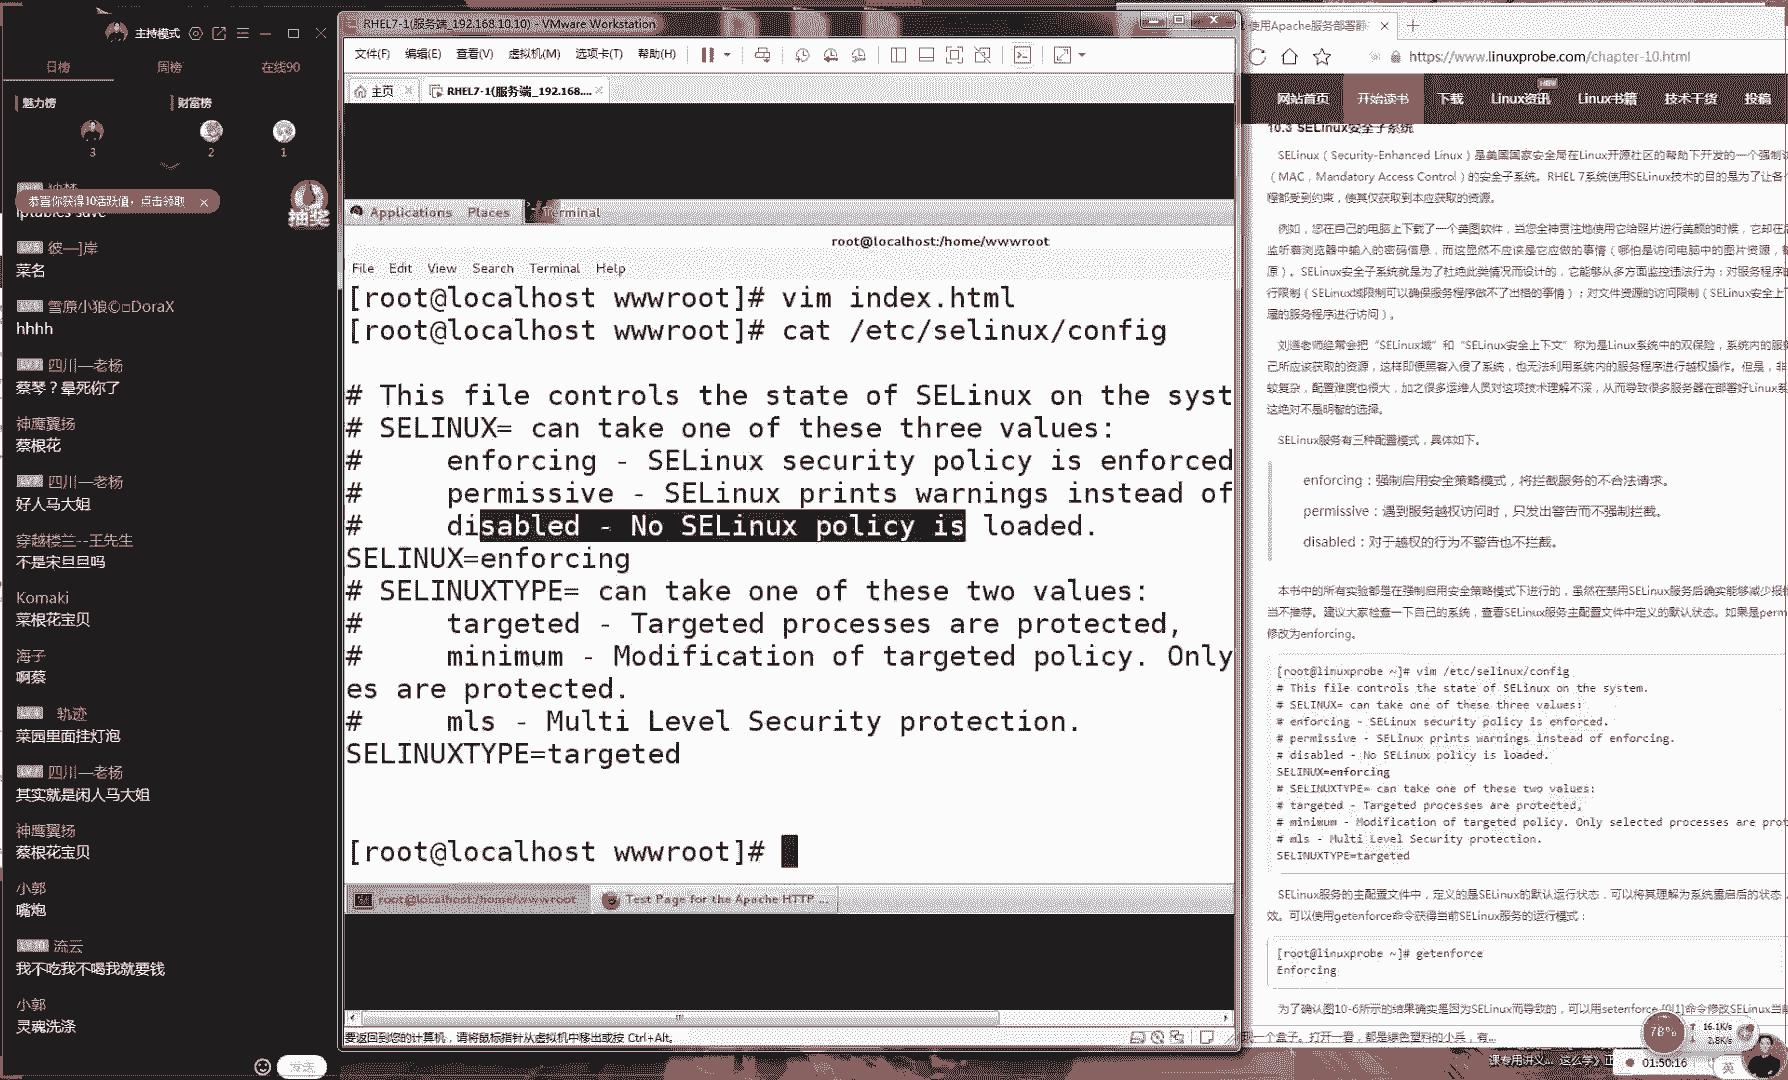 主持模式
日榜 周榜 在线90
魅力榜 财富榜
3 2 1
恭喜你获得10活跃值，点击领取
iptables save
抽奖
彼—]岸
菜名
雪原小狼©□DoraX
hhhh
四川—老杨
蔡琴？晕死你了
神鹰翼扬
蔡根花
四川—老杨
好人马大姐
穿越楼兰--王先生
不是宋旦旦吗
Komaki
菜根花宝贝
海子
啊蔡
轨迹
菜园里面挂灯泡
四川—老杨
其实就是闲人马大姐
神鹰翼扬
蔡根花宝贝
小郭
嘴炮
流云
我不吃我不喝我就要钱
小郭
灵魂洗涤
发送
RHEL7-1(服务端_192.168.10.10) - VMware Workstation
文件(F) 编辑(E) 查看(V) 虚拟机(M) 选项卡(T) 帮助(H)
主页 RHEL7-1(服务端_192.168....
Applications Places Terminal
root@localhost:/home/wwwroot
File Edit View Search Terminal Help
[root@localhost wwwroot]# vim index.html
[root@localhost wwwroot]# cat /etc/selinux/config
# This file controls the state of SELinux on the syst
# SELINUX= can take one of these three values:
#     enforcing - SELinux security policy is enforced
#     permissive - SELinux prints warnings instead of
#     disabled - No SELinux policy is loaded.
SELINUX=enforcing
# SELINUXTYPE= can take one of these two values:
#     targeted - Targeted processes are protected,
#     minimum - Modification of targeted policy. Only
es are protected.
#     mls - Multi Level Security protection.
SELINUXTYPE=targeted
[root@localhost wwwroot]#
root@localhost:/home/wwwroot Test Page for the Apache HTTP ...
要返回到您的计算机，请将鼠标指针从虚拟机中移出或按 Ctrl+Alt。
使用Apache服务部署静
https://www.linuxprobe.com/chapter-10.html
网站首页 开始读书 下载 Linux资讯 Linux书籍 技术干货 投稿
10.3 SELinux安全子系统
SELinux（Security-Enhanced Linux）是美国国家安全局在Linux开源社区的帮助下开发的一个强制访
（MAC，Mandatory Access Control）的安全子系统。RHEL 7系统使用SELinux技术的目的是为了让各个
程都受到约束，使其仅获取到本应获取的资源。
例如，您在自己的电脑上下载了一个美图软件，当您全神贯注地使用它给照片进行美颜的时候，它却在后
监听着浏览器中输入的密码信息，而这显然不应该是它应做的事情（哪怕是访问电脑中的图片资源，都
原）。SELinux安全子系统就是为了杜绝此类情况而设计的，它能够从多方面监控违法行为：对服务程序的
行限制（SELinux域限制可以确保服务程序做不了出格的事情）；对文件资源的访问限制（SELinux安全上下
属的服务程序进行访问）。
刘遄老师经常会把“SELinux域”和“SELinux安全上下文”称为是Linux系统中的双保险，系统内的服务
己所应该获取的资源，这样即便黑客入侵了系统，也无法利用系统内的服务程序进行越权操作。但是，非
较复杂，配置难度也很大，加之很多运维人员对这项技术理解不深，从而导致很多服务器在部署好Linux系
这绝对不是明智的选择。
SELinux服务有三种配置模式，具体如下。
enforcing：强制启用安全策略模式，将拦截服务的不合法请求。
permissive：遇到服务越权访问时，只发出警告而不强制拦截。
disabled：对于越权的行为不警告也不拦截。
本书中的所有实验都是在强制启用安全策略模式下进行的，虽然在禁用SELinux服务后确实能够减少报错
当不推荐。建议大家检查一下自己的系统，查看SELinux服务主配置文件中定义的默认状态。如果是perm
修改为enforcing。
[root@linuxprobe ~]# vim /etc/selinux/config
# This file controls the state of SELinux on the system.
# SELINUX= can take one of these three values:
# enforcing - SELinux security policy is enforced.
# permissive - SELinux prints warnings instead of enforcing.
# disabled - No SELinux policy is loaded.
SELINUX=enforcing
# SELINUXTYPE= can take one of these two values:
# targeted - Targeted processes are protected,
# minimum - Modification of targeted policy. Only selected processes are prot
# mls - Multi Level Security protection.
SELINUXTYPE=targeted
SELinux服务的主配置文件中，定义的是SELinux的默认运行状态，可以将其理解为系统重启后的状态，
效。可以使用getenforce命令获得当前SELinux服务的运行模式：
[root@linuxprobe ~]# getenforce
Enforcing
为了确认图10-6所示的结果确实是因为SELinux而导致的，可以用setenforce [0|1]命令修改SELinux当前
一个盒子。打开一看，都是绿色塑料的小兵，有...
78% 16.1K/s
2.8K/s
01:50:16
英